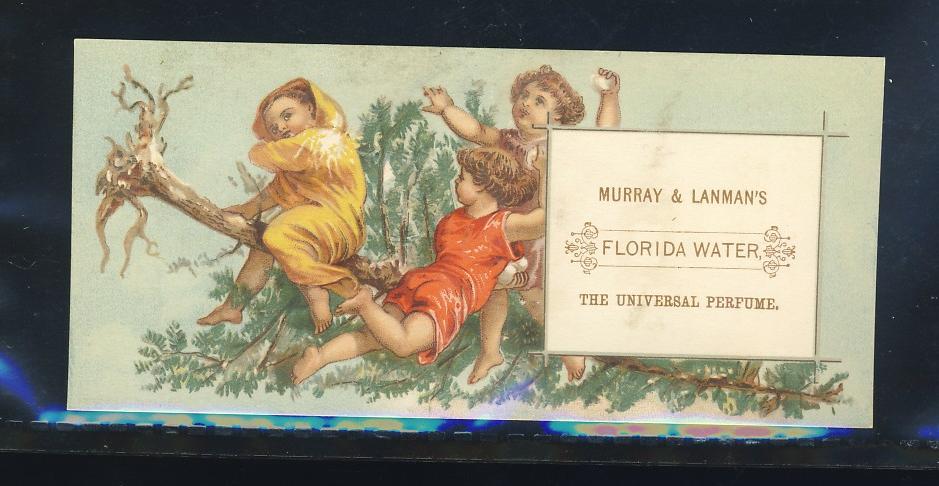 MURRAY & LANMAN'S
FLORIDA WATER,
THE UNIVERSAL PERFUME.